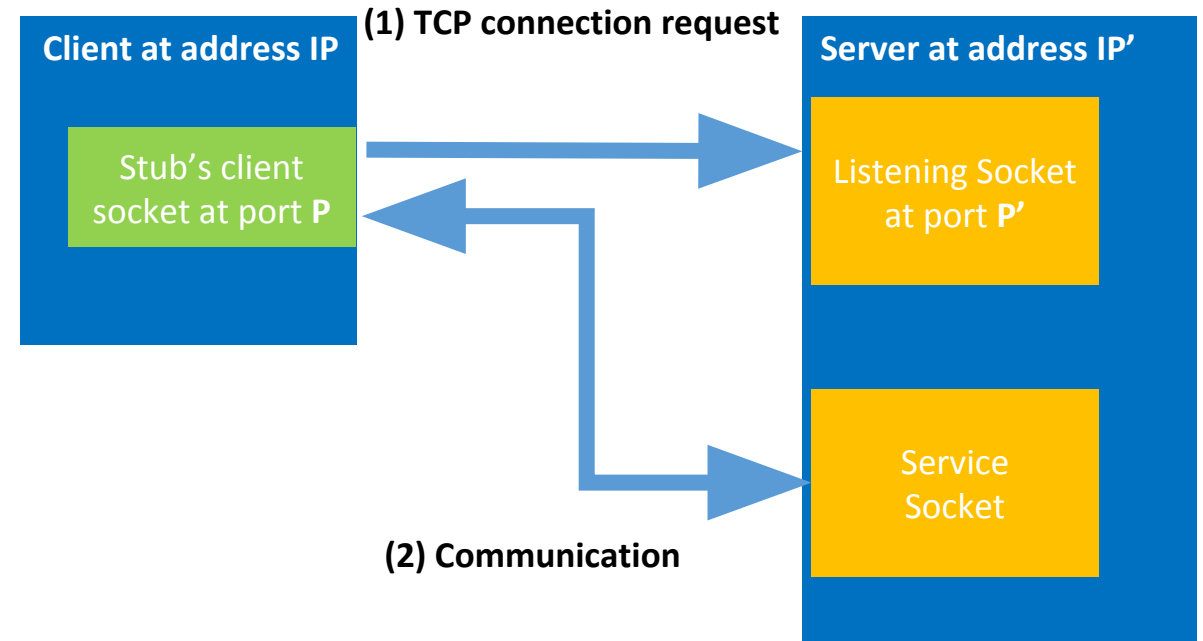 (1) TCP connection request
Client at address IP
Server at address IP’
Stub’s client
socket at port P
Listening Socket
at port P’
Service
Socket
(2) Communication